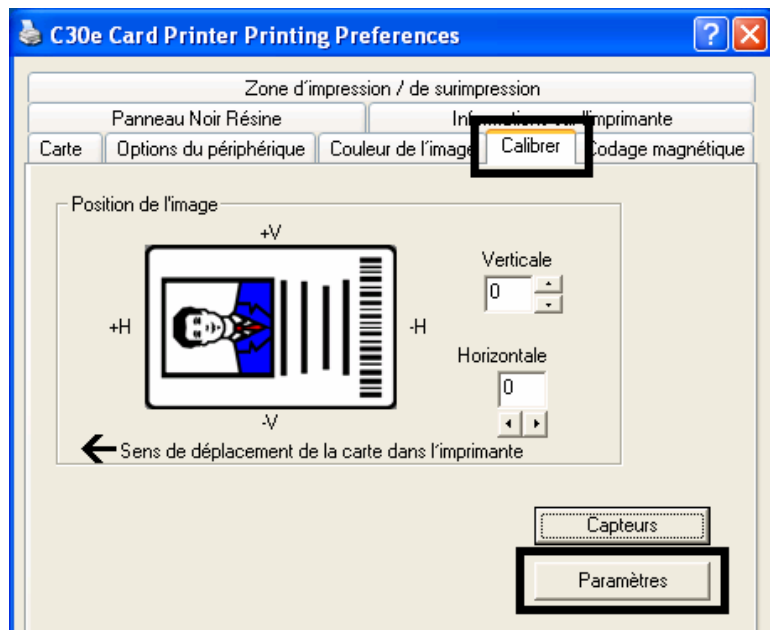 C30e Card Printer Printing Preferences
Zone d'impression / de surimpression
Panneau Noir Résine Informations sur l'imprimante
Carte Options du périphérique Couleur de l'image Calibrer Codage magnétique
Position de l'image
+V
Verticale
0
+H -H
Horizontale
0
-V
Sens de déplacement de la carte dans l'imprimante
Capteurs
Paramètres